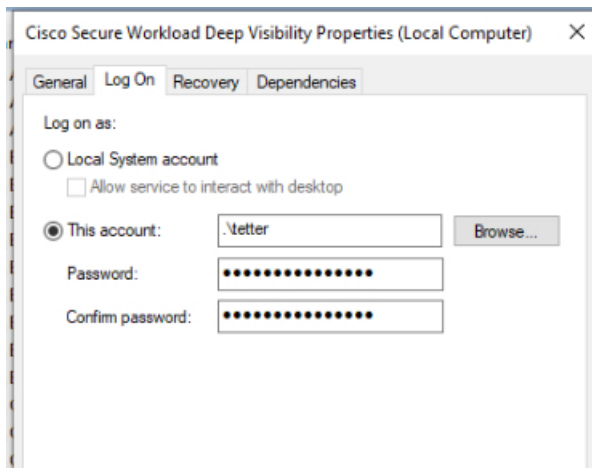 Cisco Secure Workload Deep Visibility Properties (Local Computer)
General Log On Recovery Dependencies
Log on as:
Local System account
Allow service to interact with desktop
This account: .\tetter Browse...
Password: •••••••••••••••
Confirm password: •••••••••••••••